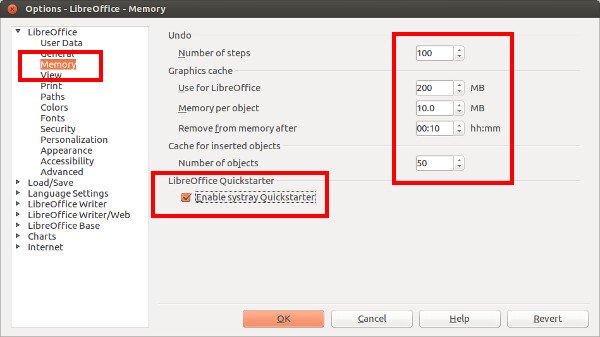 Options - LibreOffice - Memory
LibreOffice
User Data
General
Memory
View
Print
Paths
Colors
Fonts
Security
Personalization
Appearance
Accessibility
Advanced
Load/Save
Language Settings
LibreOffice Writer
LibreOffice Writer/Web
LibreOffice Base
Charts
Internet
Undo
Number of steps 100
Graphics cache
Use for LibreOffice 200 MB
Memory per object 10.0 MB
Remove from memory after 00:10 hh:mm
Cache for inserted objects
Number of objects 50
LibreOffice Quickstarter
Enable systray Quickstarter
OK Cancel Help Revert